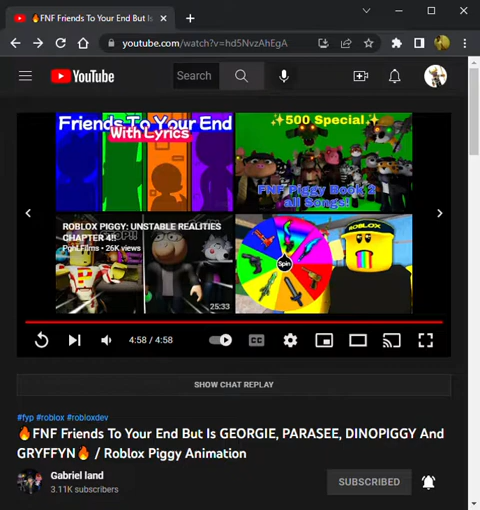 🔥FNF Friends To Your End But Is
youtube.com/watch?v=hd5NvzAhEgA
YouTube
Search
Friends To Your End
With Lyrics
✨500 Special.✨
FNF Piggy Book 2
all Songs!
ROBLOX PIGGY: UNSTABLE REALITIES
CHAPTER 4!!
Pghl Films • 26K views
25:33
ROBLOX
Spin
4:58 / 4:58
CC
SHOW CHAT REPLAY
#fyp #roblox #robloxdev
🔥FNF Friends To Your End But Is GEORGIE, PARASEE, DINOPIGGY And
GRYFFYN🔥 / Roblox Piggy Animation
Gabriel land
3.11K subscribers
SUBSCRIBED